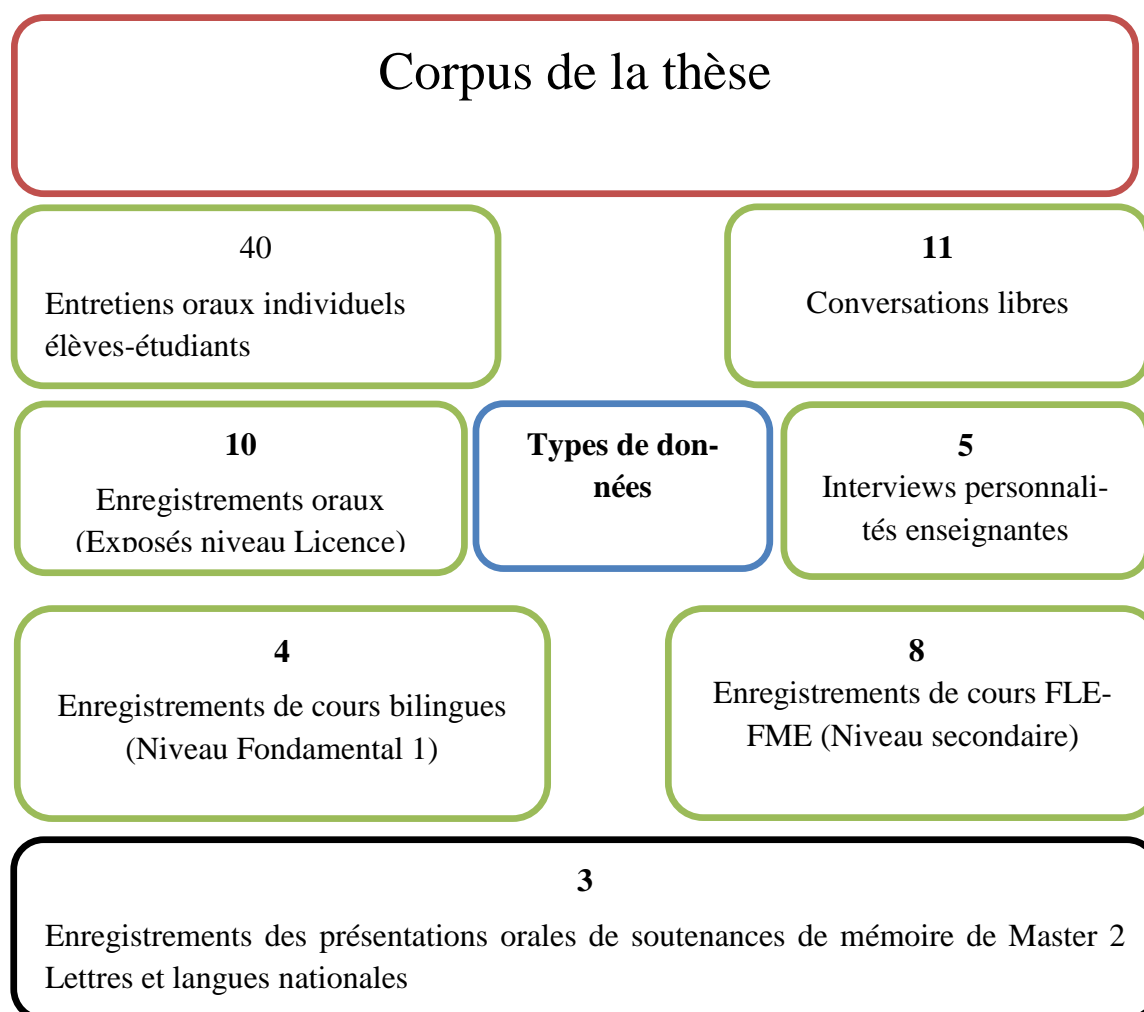 Corpus de la thèse
40
Entretiens oraux individuels
élèves-étudiants
11
Conversations libres
10
Enregistrements oraux
(Exposés niveau Licence)
Types de don-
nées
5
Interviews personnali-
tés enseignantes
4
Enregistrements de cours bilingues
(Niveau Fondamental 1)
8
Enregistrements de cours FLE-
FME (Niveau secondaire)
3
Enregistrements des présentations orales de soutenances de mémoire de Master 2
Lettres et langues nationales